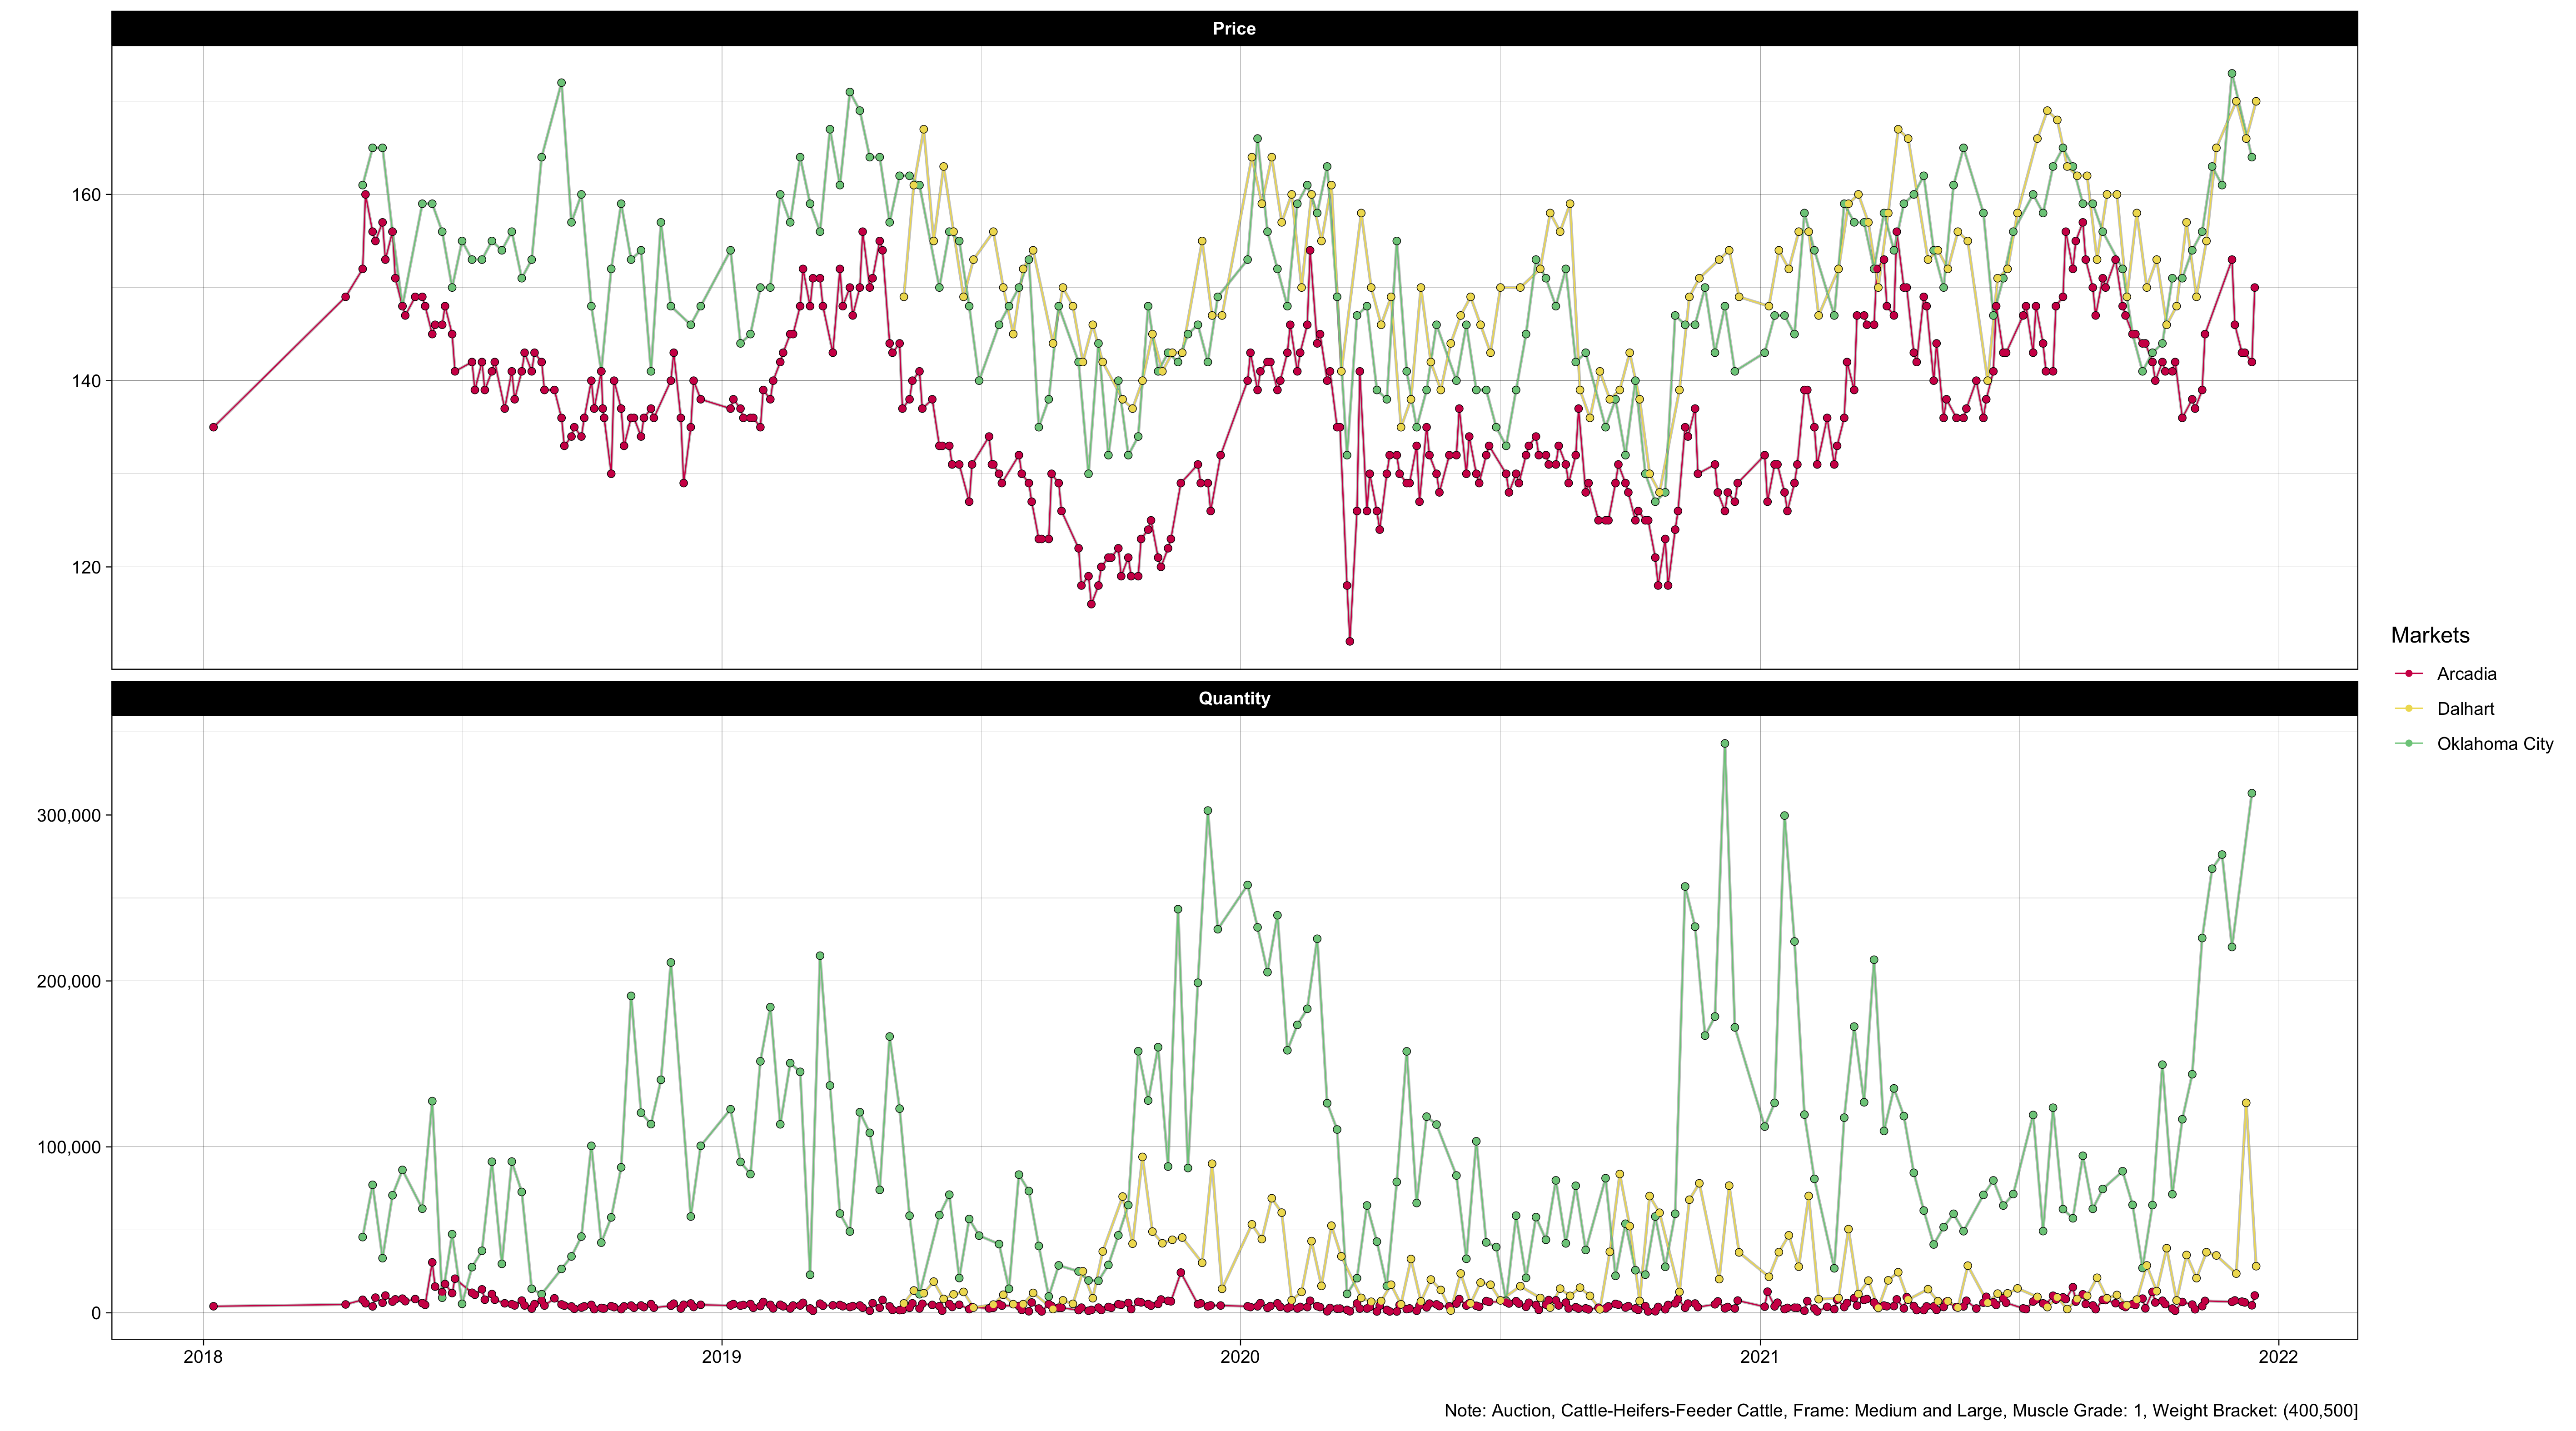 Price
160
140
120
Quantity
300,000
200,000
100,000
0
2018 2019 2020 2021 2022
Markets
Arcadia
Dalhart
Oklahoma City
Note: Auction, Cattle-Heifers-Feeder Cattle, Frame: Medium and Large, Muscle Grade: 1, Weight Bracket: (400,500]